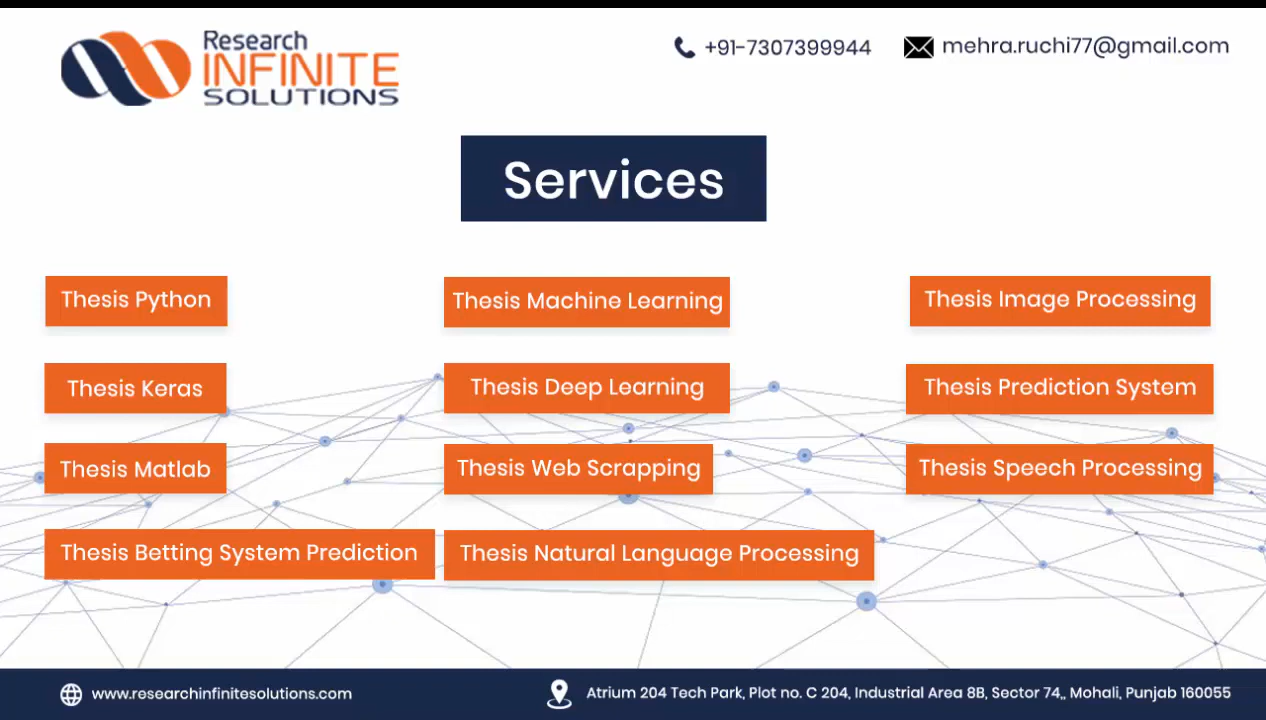 Research
INFINITE
SOLUTIONS
+91-7307399944
mehra.ruchi77@gmail.com
Services
Thesis Python
Thesis Machine Learning
Thesis Image Processing
Thesis Keras
Thesis Deep Learning
Thesis Prediction System
Thesis Matlab
Thesis Web Scrapping
Thesis Speech Processing
Thesis Betting System Prediction
Thesis Natural Language Processing
www.researchinfinitesolutions.com
Atrium 204 Tech Park, Plot no. C 204, Industrial Area 8B, Sector 74,, Mohali, Punjab 160055